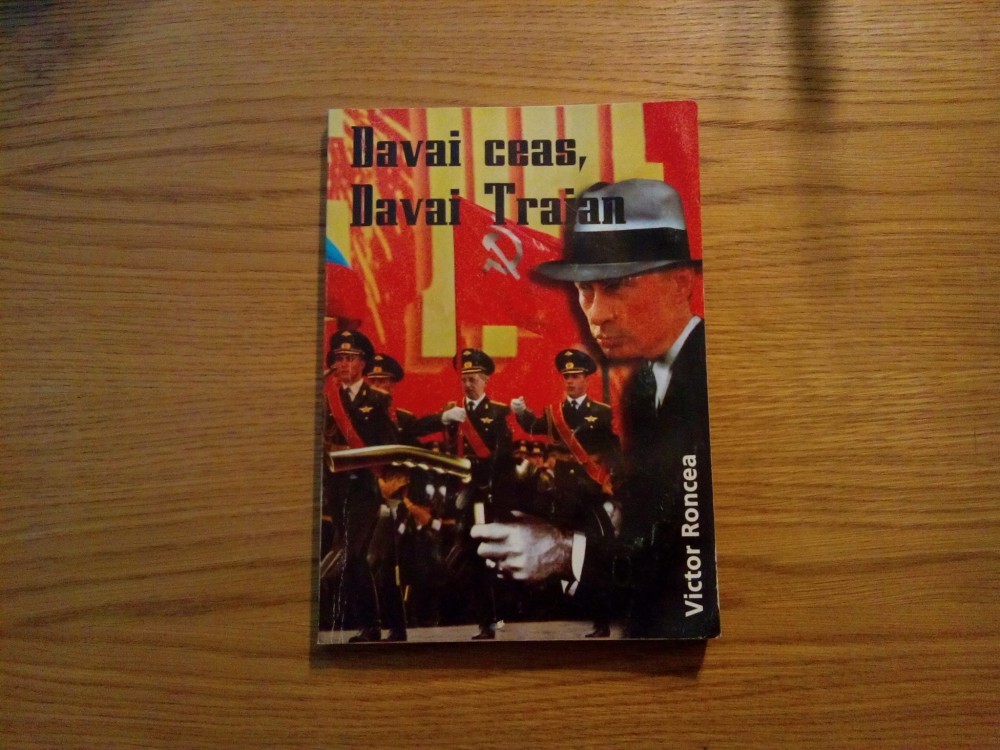 Davai ceas,
Davai Traian
Victor Roncea